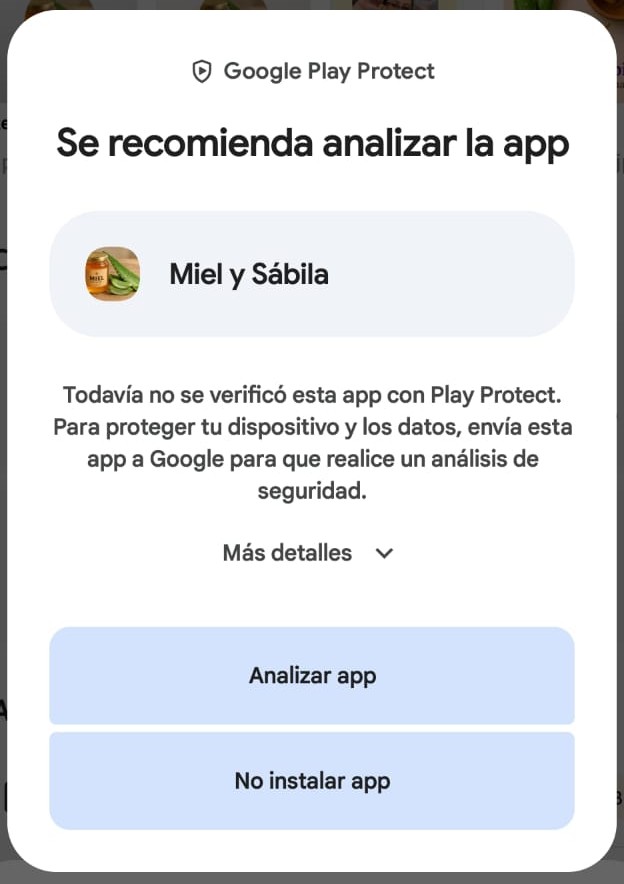 Google Play Protect
Se recomienda analizar la app
MIEL
Miel y Sábila
Todavía no se verificó esta app con Play Protect.
Para proteger tu dispositivo y los datos, envía esta
app a Google para que realice un análisis de
seguridad.
Más detalles
Analizar app
No instalar app